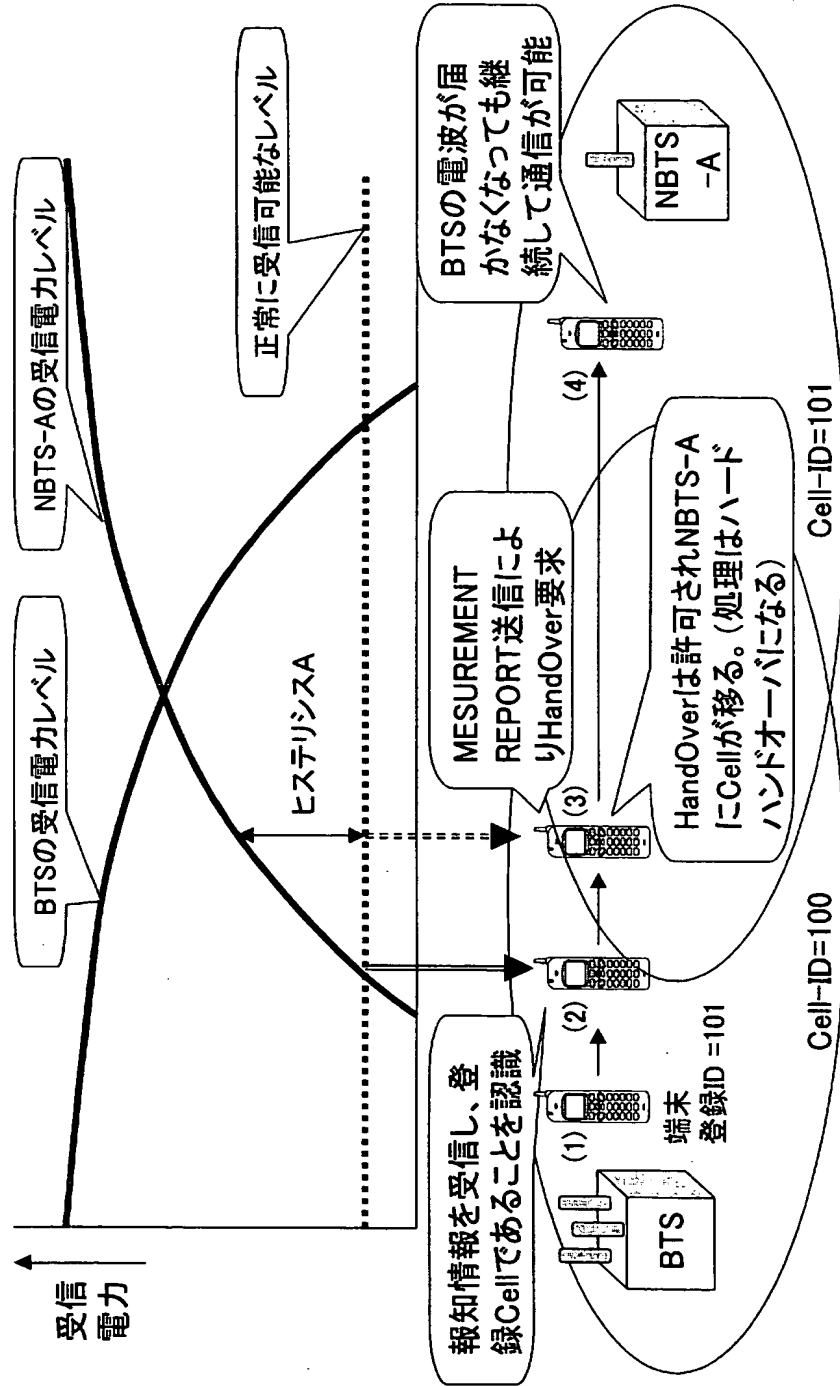 受信
電力
BTSの受信電力レベル
NBTS-Aの受信電力レベル
正常に受信可能なレベル
ヒステリシスA
報知情報を受信し、登
録Cellであることを認識
MESUREMENT
REPORT送信によ
りHandOver要求
BTSの電波が届
かなくなっても継
続して通信が可能
(1)
(2)
(3)
(4)
BTS
端末
登録ID =101
HandOverは許可されNBTS-A
にCellが移る。(処理はハード
ハンドオーバになる)
NBTS
-A
Cell-ID=100
Cell-ID=101